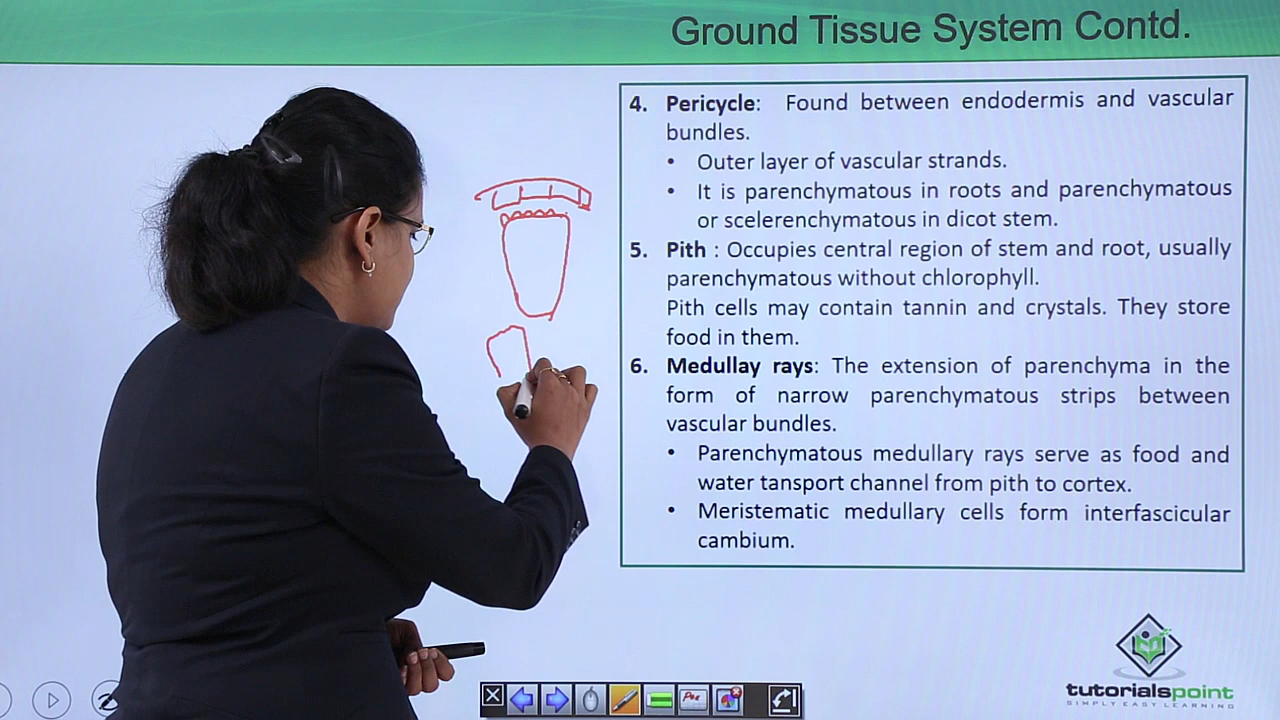 Ground Tissue System Contd.
4. Pericycle: Found between endodermis and vascular
bundles.
• Outer layer of vascular strands.
• It is parenchymatous in roots and parenchymatous
or scelerenchymatous in dicot stem.
5. Pith : Occupies central region of stem and root, usually
parenchymatous without chlorophyll.
Pith cells may contain tannin and crystals. They store
food in them.
6. Medullay rays: The extension of parenchyma in the
form of narrow parenchymatous strips between
vascular bundles.
• Parenchymatous medullary rays serve as food and
water tansport channel from pith to cortex.
• Meristematic medullary cells form interfascicular
cambium.
tutorialspoint
SIMPLY EASY LEARNING